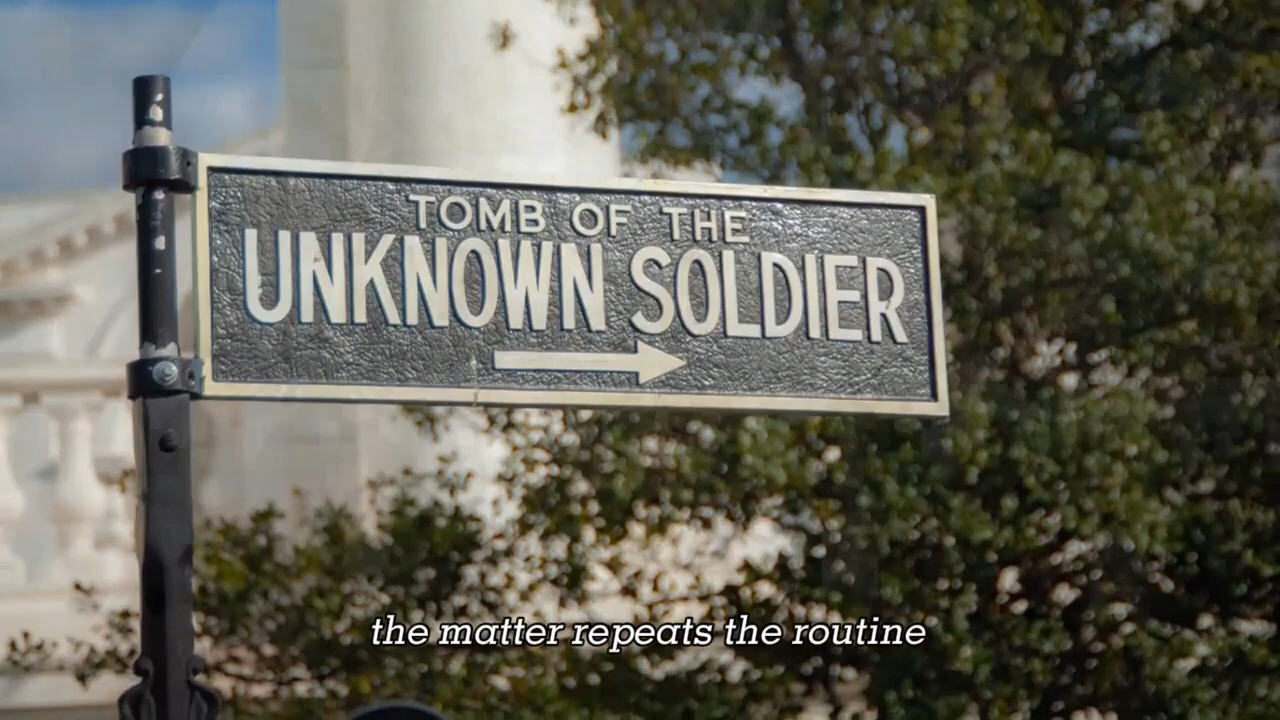 TOMB OF THE
UNKNOWN SOLDIER
the matter repeats the routine